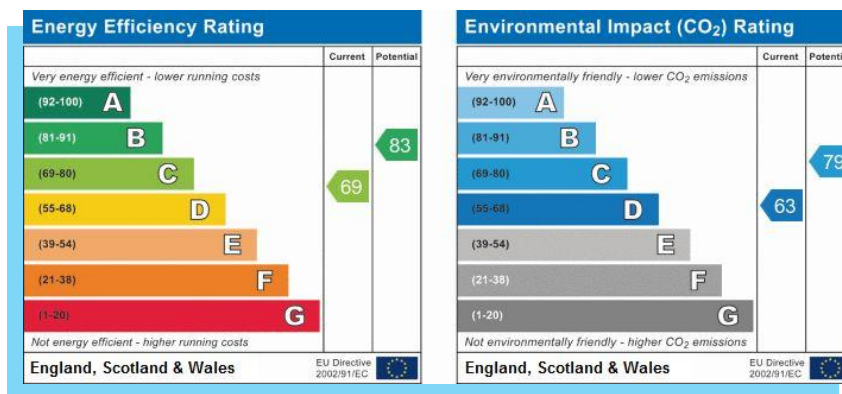 Energy Efficiency Rating
Current Potential
Very energy efficient - lower running costs
(92-100) A
(81-91) B
83
(69-80) C
69
(55-68) D
(39-54) E
(21-38) F
(1-20) G
Not energy efficient - higher running costs
England, Scotland & Wales
EU Directive
2002/91/EC
Environmental Impact (CO₂) Rating
Current Potenti
Very environmentally friendly - lower CO₂ emissions
(92-100) A
(81-91) B
(69-80) C
79
(55-68) D
63
(39-54) E
(21-38) F
(1-20) G
Not environmentally friendly - higher CO₂ emissions
England, Scotland & Wales
EU Directive
2002/91/EC